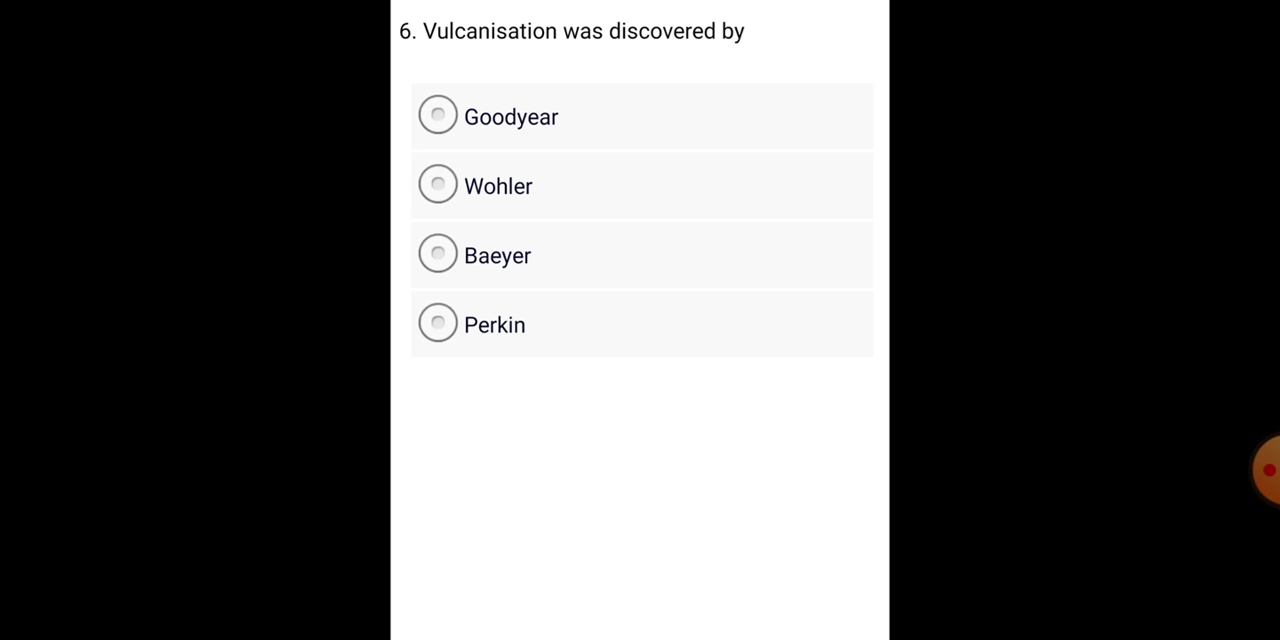 6. Vulcanisation was discovered by
Goodyear
Wohler
Baeyer
Perkin